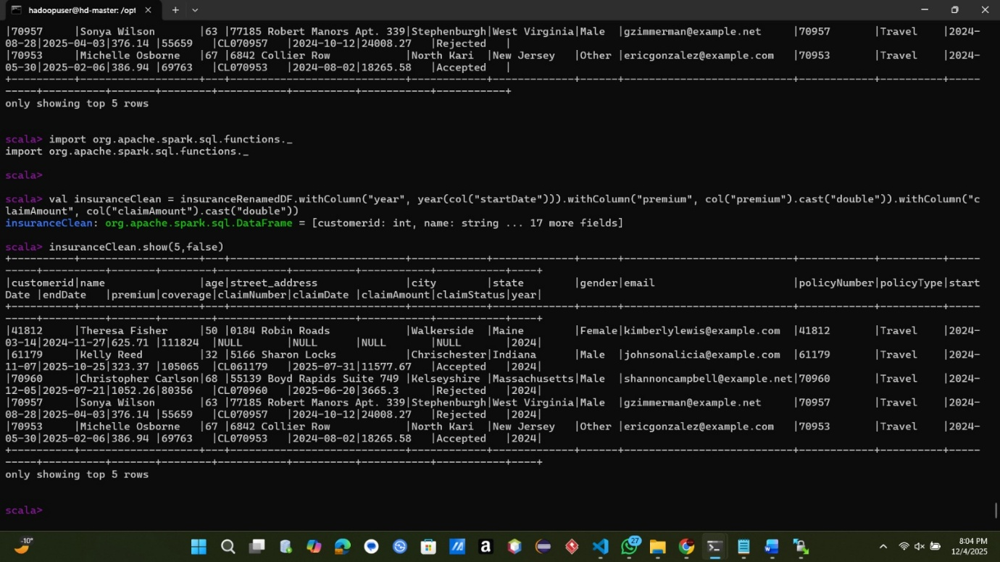 hadoopuser@hd-master: /opt
|70957     |Sonya Wilson       |63 |77185 Robert Manors Apt. 339|Stephenburgh|West Virginia|Male  |gzimmerman@example.net     |70957       |Travel    |2024-
08-28|2025-04-03|376.14 |55659   |CL070957   |2024-10-12|24008.27   |Rejected   |
|70953     |Michelle Osborne   |67 |6842 Collier Row            |North Kari  |New Jersey   |Other |ericgonzalez@example.com   |70953       |Travel    |2024-
05-30|2025-02-06|386.94 |69763   |CL070953   |2024-08-02|18265.58   |Accepted   |
+----------+-------------------+---+----------------------------+------------+-------------+------+---------------------------+------------+----------+-----
-----+----------+-------+--------+-----------+----------+-----------+-----------+
only showing top 5 rows
scala> import org.apache.spark.sql.functions._
import org.apache.spark.sql.functions._
scala>
scala> val insuranceClean = insuranceRenamedDF.withColumn("year", year(col("startDate"))).withColumn("premium", col("premium").cast("double")).withColumn("c
laimAmount", col("claimAmount").cast("double"))
insuranceClean: org.apache.spark.sql.DataFrame = [customerid: int, name: string ... 17 more fields]
scala> insuranceClean.show(5,false)
+----------+-------------------+---+----------------------------+------------+-------------+------+---------------------------+------------+----------+-----
-----+----------+-------+--------+-----------+----------+-----------+-----------+----+
|customerid|name               |age|street_address              |city        |state        |gender|email                      |policyNumber|policyType|start
Date |endDate   |premium|coverage|claimNumber|claimDate |claimAmount|claimStatus|year|
+----------+-------------------+---+----------------------------+------------+-------------+------+---------------------------+------------+----------+-----
-----+----------+-------+--------+-----------+----------+-----------+-----------+----+
|41812     |Theresa Fisher     |50 |0184 Robin Roads            |Walkerside  |Maine        |Female|kimberlylewis@example.com  |41812       |Travel    |2024-
03-14|2024-11-27|625.71 |111824  |NULL       |NULL      |NULL       |NULL       |2024|
|61179     |Kelly Reed         |32 |5166 Sharon Locks           |Chrischester|Indiana      |Male  |johnsonalicia@example.com  |61179       |Travel    |2024-
11-07|2025-10-25|323.37 |105065  |CL061179   |2025-07-31|11577.67   |Accepted   |2024|
|70960     |Christopher Carlson|68 |55139 Boyd Rapids Suite 749 |Kelseyshire |Massachusetts|Male  |shannoncampbell@example.net|70960       |Travel    |2024-
12-05|2025-07-21|1052.26|80356   |CL070960   |2025-06-20|3665.3     |Rejected   |2024|
|70957     |Sonya Wilson       |63 |77185 Robert Manors Apt. 339|Stephenburgh|West Virginia|Male  |gzimmerman@example.net     |70957       |Travel    |2024-
08-28|2025-04-03|376.14 |55659   |CL070957   |2024-10-12|24008.27   |Rejected   |2024|
|70953     |Michelle Osborne   |67 |6842 Collier Row            |North Kari  |New Jersey   |Other |ericgonzalez@example.com   |70953       |Travel    |2024-
05-30|2025-02-06|386.94 |69763   |CL070953   |2024-08-02|18265.58   |Accepted   |2024|
+----------+-------------------+---+----------------------------+------------+-------------+------+---------------------------+------------+----------+-----
-----+----------+-------+--------+-----------+----------+-----------+-----------+----+
only showing top 5 rows
scala>
-10°
27
8:04 PM
12/4/2025